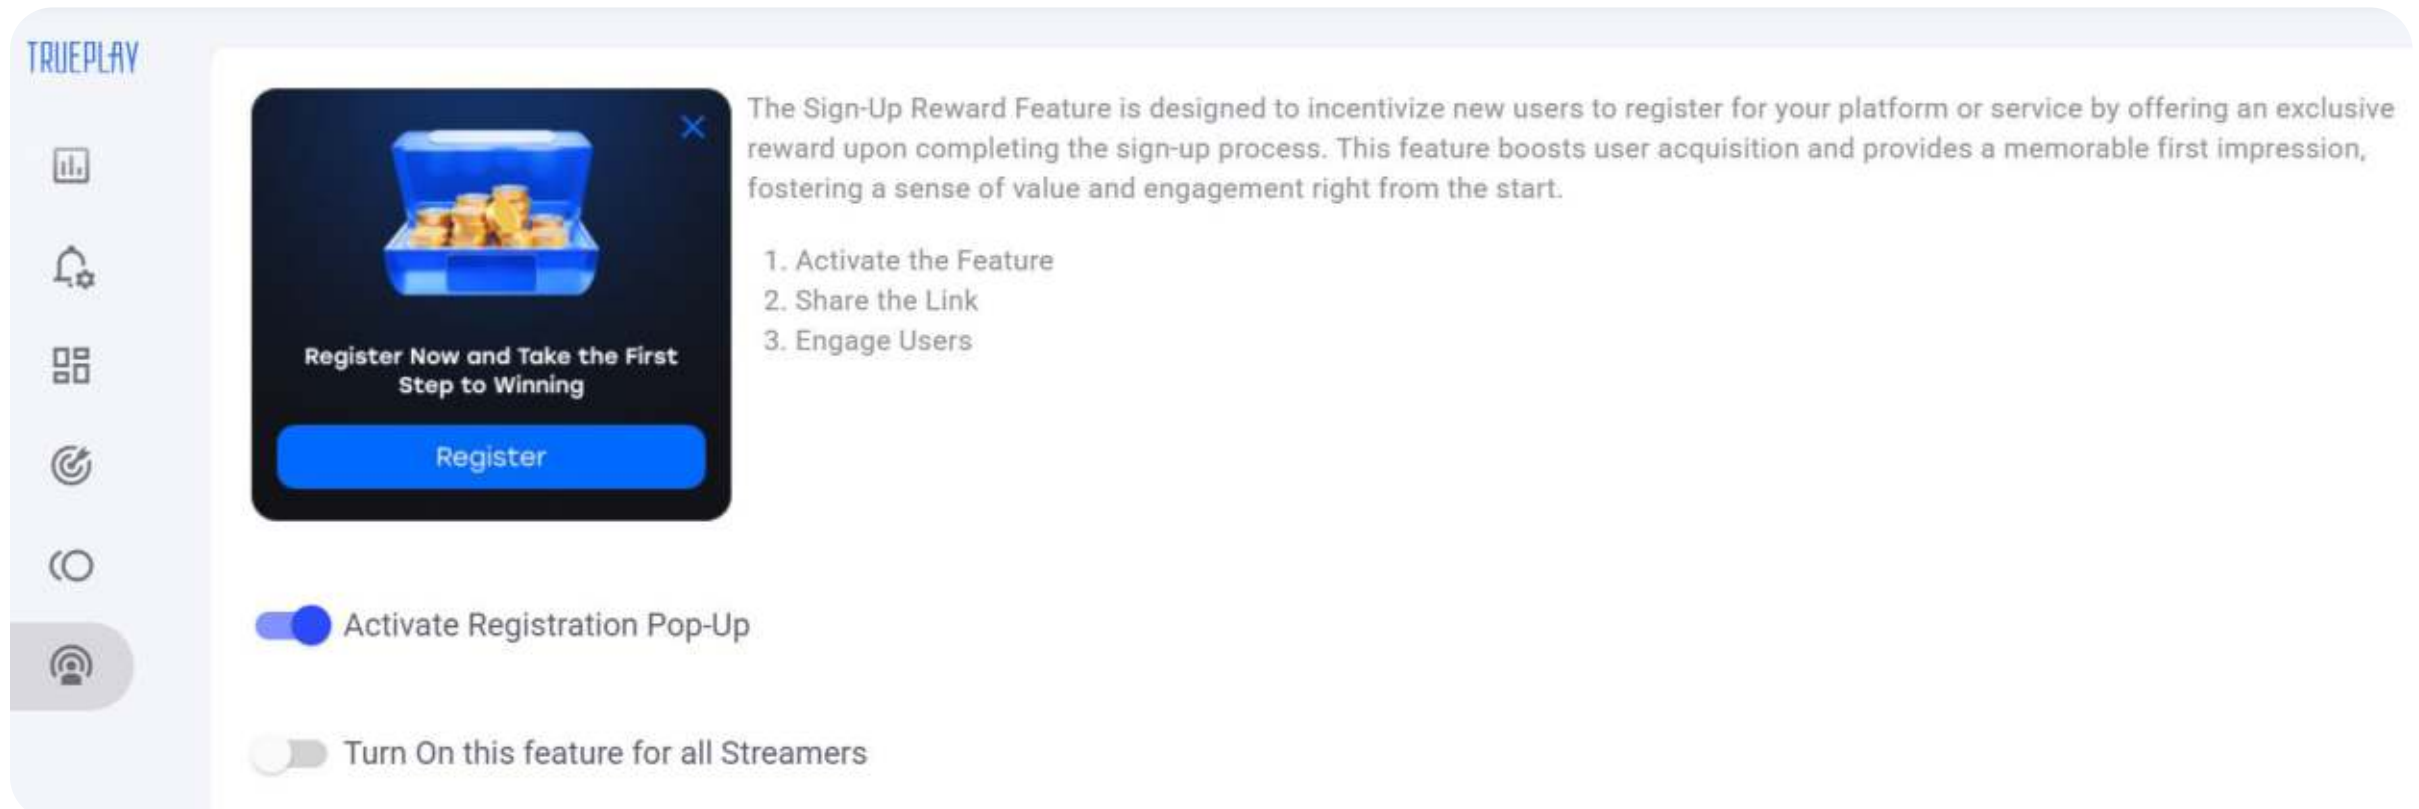 TRUEPLAY
The Sign-Up Reward Feature is designed to incentivize new users to register for your platform or service by offering an exclusive
reward upon completing the sign-up process. This feature boosts user acquisition and provides a memorable first impression,
fostering a sense of value and engagement right from the start.
1. Activate the Feature
2. Share the Link
3. Engage Users
Register Now and Take the First
Step to Winning
Register
Activate Registration Pop-Up
Turn On this feature for all Streamers